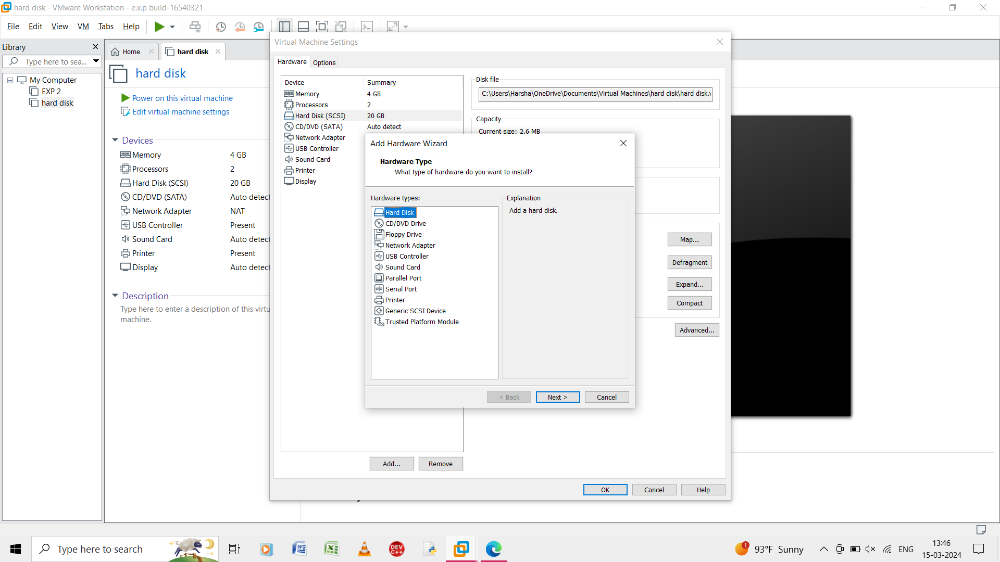 hard disk - VMware Workstation - e.x.p build-16540321
File Edit View VM Tabs Help
Library
Type here to sea...
My Computer
EXP 2
hard disk
Home
hard disk
hard disk
Power on this virtual machine
Edit virtual machine settings
Devices
Memory 4 GB
Processors 2
Hard Disk (SCSI) 20 GB
CD/DVD (SATA) Auto detect
Network Adapter NAT
USB Controller Present
Sound Card Auto detect
Printer Present
Display Auto detect
Description
Type here to enter a description of this virtu
machine.
Virtual Machine Settings
Hardware Options
Device Summary
Memory 4 GB
Processors 2
Hard Disk (SCSI) 20 GB
CD/DVD (SATA) Auto detect
Network Adapter
USB Controller
Sound Card
Printer
Display
Add... Remove
Disk file
C:\Users\Harsha\OneDrive\Documents\Virtual Machines\hard disk\hard disk.v
Capacity
Current size: 2.6 MB
Map...
Defragment
Expand...
Compact
Advanced...
OK Cancel Help
Add Hardware Wizard
Hardware Type
What type of hardware do you want to install?
Hardware types:
Hard Disk
CD/DVD Drive
Floppy Drive
Network Adapter
USB Controller
Sound Card
Parallel Port
Serial Port
Printer
Generic SCSI Device
Trusted Platform Module
Explanation
Add a hard disk.
< Back Next > Cancel
Type here to search
DEV
C++
1
93°F Sunny
ENG
13:46
15-03-2024